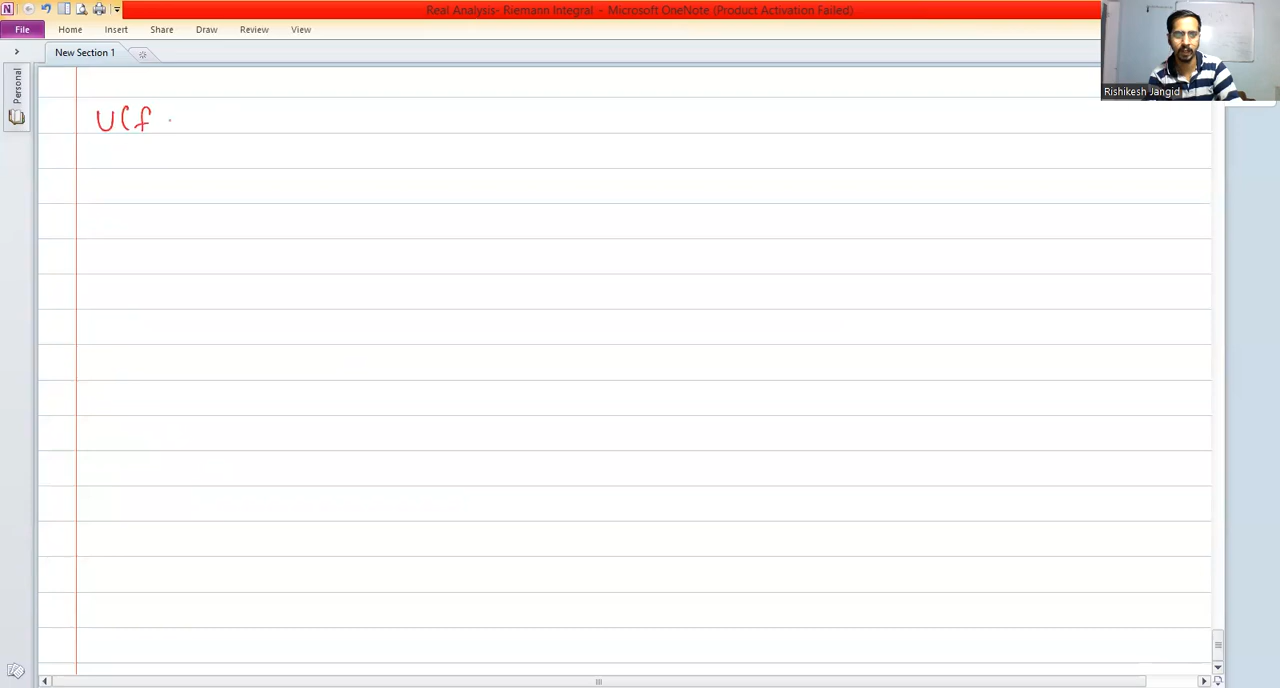 Real Analysis- Riemann Integral - Microsoft OneNote (Product Activation Failed)
File Home Insert Share Draw Review View
New Section 1
Personal
U(f
Rishikesh Jangid